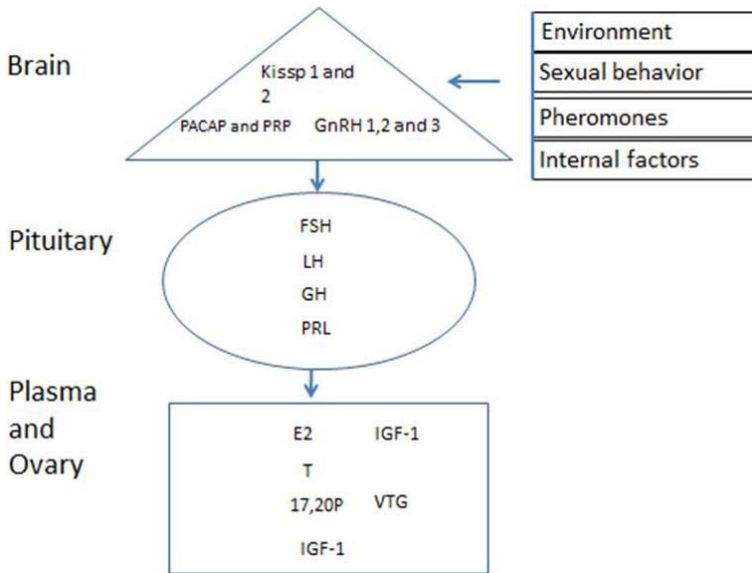 Brain
Kissp 1 and
2
PACAP and PRP
GnRH 1,2 and 3
Environment
Sexual behavior
Pheromones
Internal factors
Pituitary
FSH
LH
GH
PRL
Plasma
and
Ovary
E2
IGF-1
T
17,20P
VTG
IGF-1